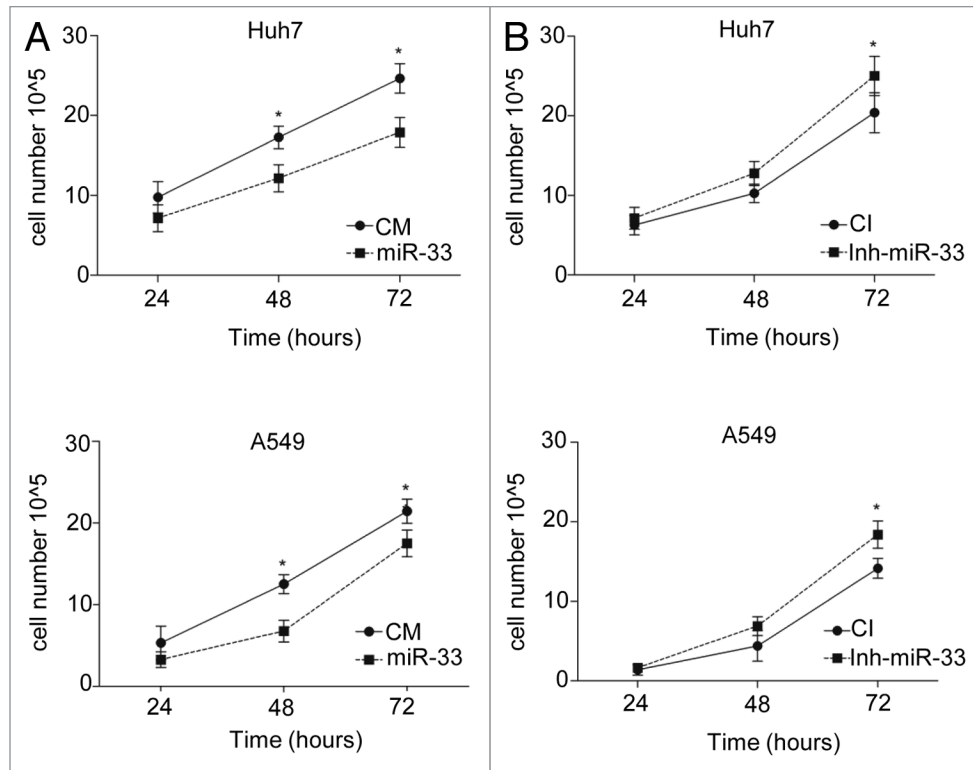 A
Huh7
30
20
10
0
cell number 10^5
*
*
CM
miR-33
24
48
72
Time (hours)
B
Huh7
30
20
10
0
cell number 10^5
*
CI
Inh-miR-33
24
48
72
Time (hours)
A549
30
20
10
0
cell number 10^5
*
*
CM
miR-33
24
48
72
Time (hours)
A549
30
20
10
0
cell number 10^5
*
CI
Inh-miR-33
24
48
72
Time (hours)